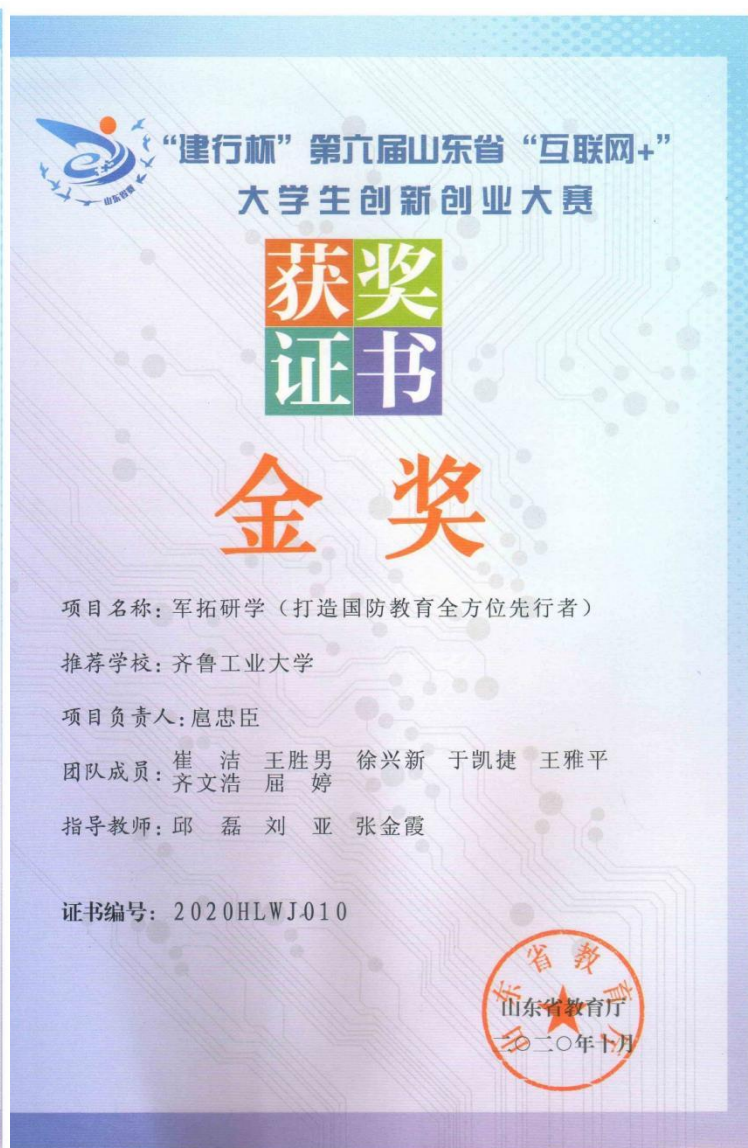 “建行杯”第六届山东省“互联网+”
大学生创新创业大赛
山东省赛
获奖
证书
金奖
项目名称:军拓研学（打造国防教育全方位先行者）
推荐学校:齐鲁工业大学
项目负责人:扈忠臣
团队成员:崔 洁 王胜男 徐兴新 于凯捷 王雅平
齐文浩 屈 婷
指导教师:邱 磊 刘 亚 张金霞
证书编号: 2020HLWJ010
山东省教育厅
山东省教育厅
二〇二〇年十月